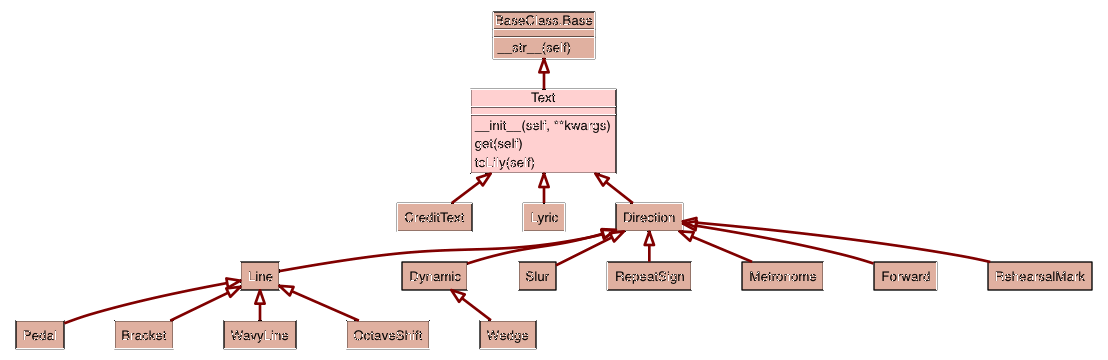 BaseClass.Base
__str__(self)
Text
__init__(self, **kwargs)
get(self)
toLily(self)
CreditText
Lyric
Direction
Line
Dynamic
Slur
RepeatSign
Metronome
Forward
RehearsalMark
Pedal
Bracket
WavyLine
OctaveShift
Wedge